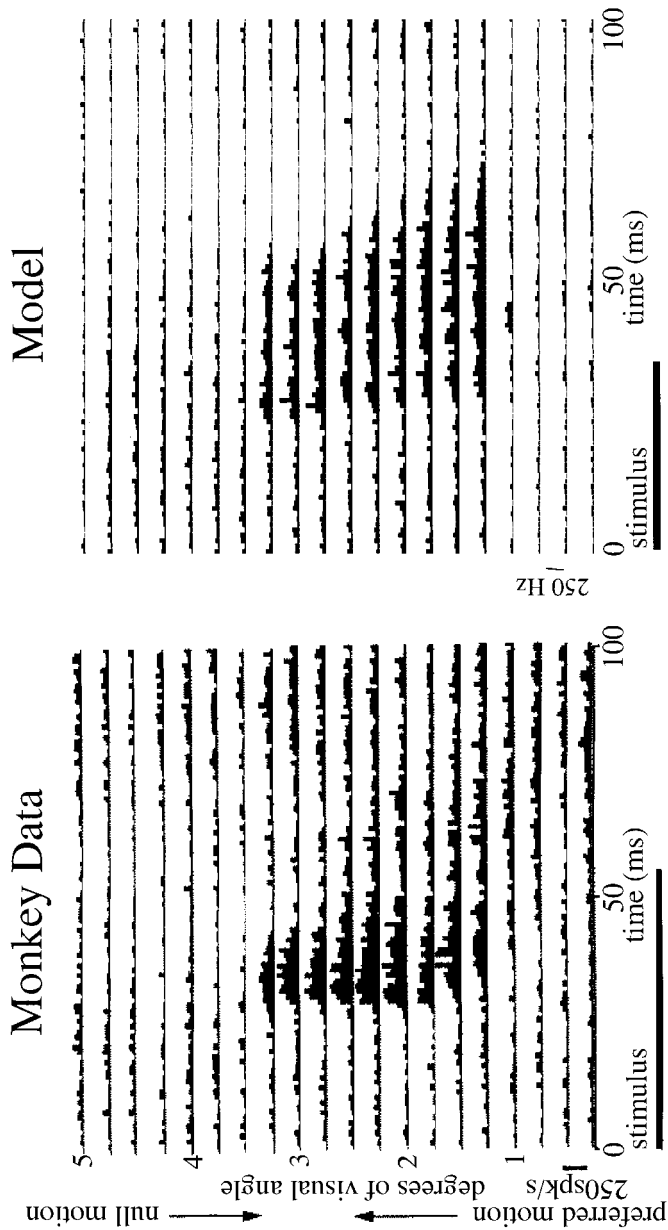 Monkey Data
Model
null motion
preferred motion
degrees of visual angle
5
4
3
2
1
250spk/s
0
50
100
stimulus
time (ms)
250 Hz
0
50
100
stimulus
time (ms)